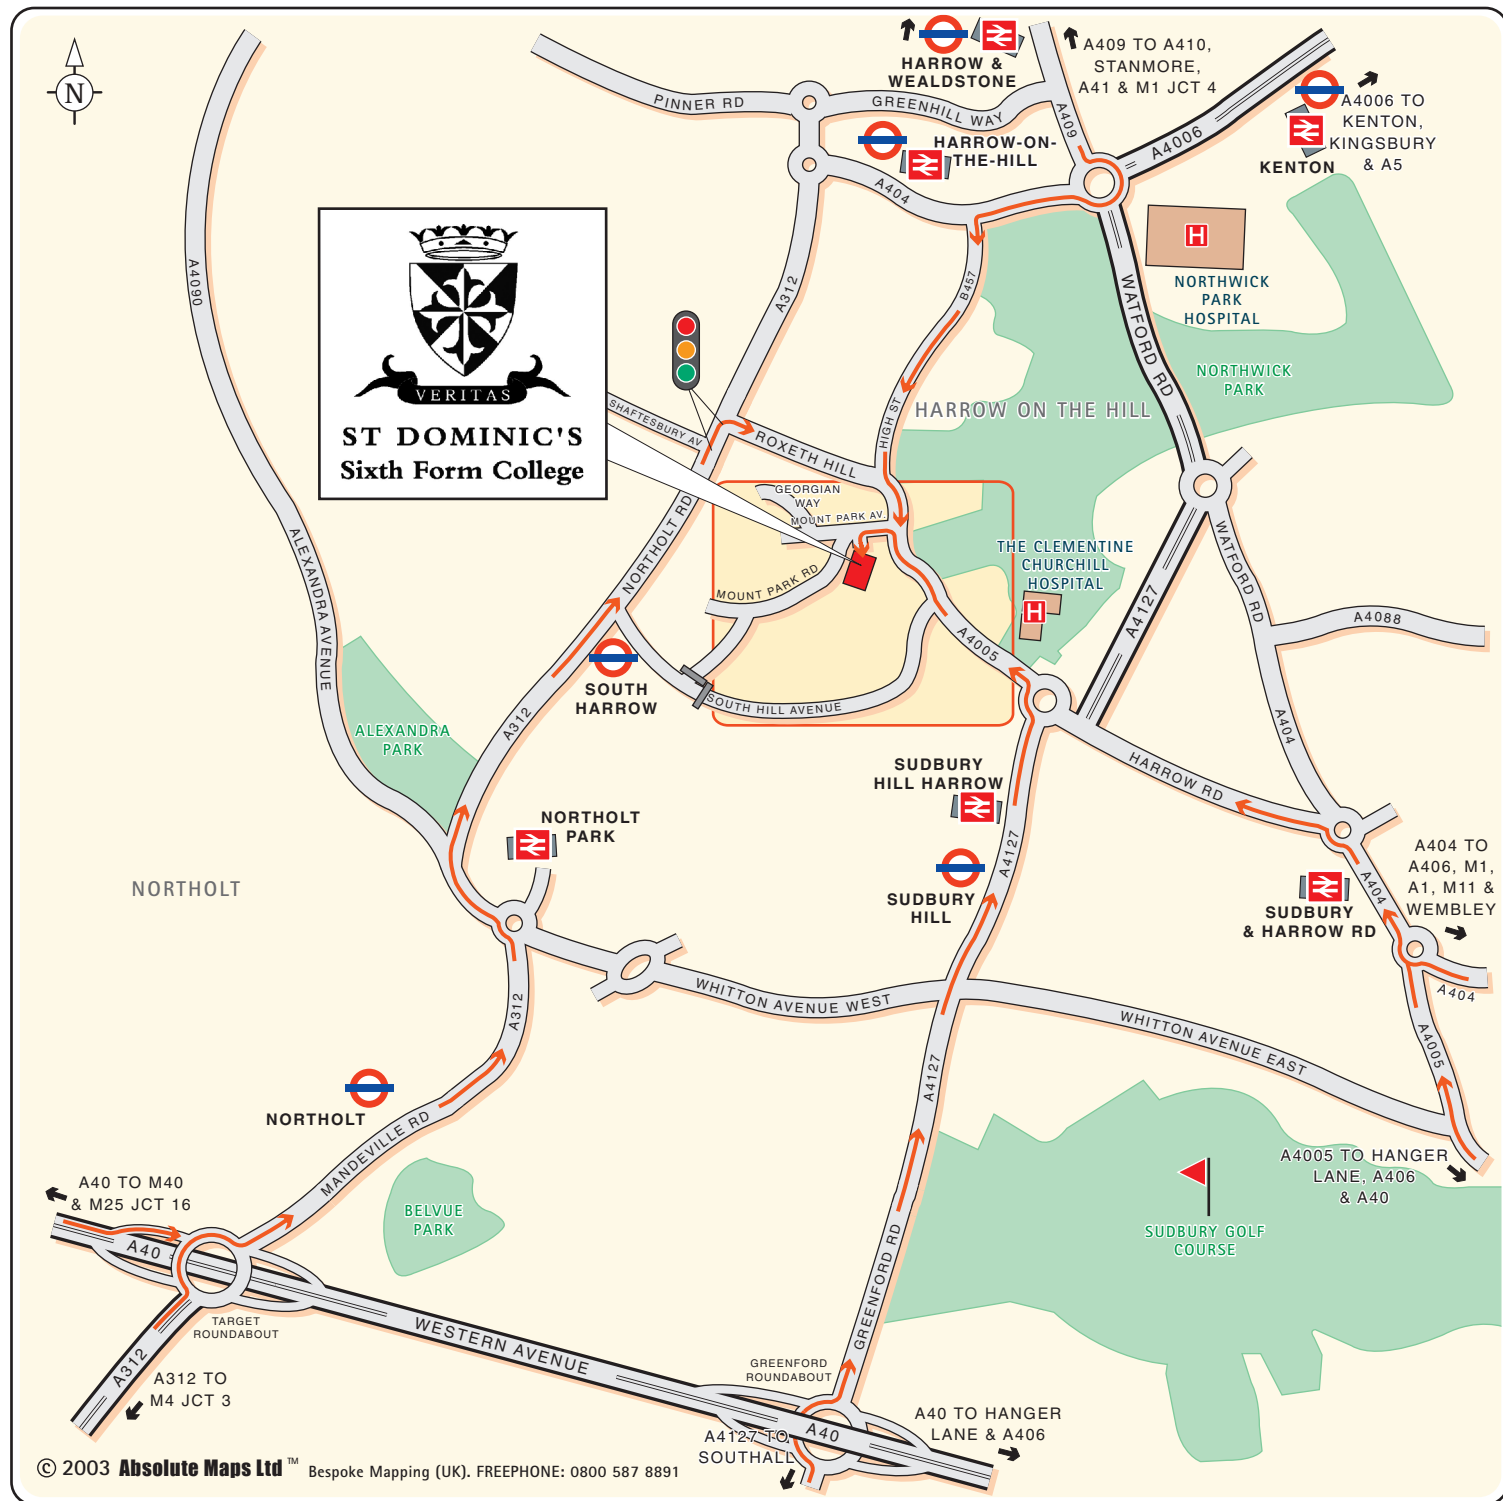 N
HARROW &
WEALDSTONE
A409 TO A410,
STANMORE,
A41 & M1 JCT 4
A4006 TO
KENTON,
KINGSBURY
& A5
KENTON
PINNER RD
GREENHILL WAY
A409
A4006
HARROW-ON-
THE-HILL
A404
A4090
A312
B457
WATFORD RD
H
NORTHWICK
PARK
HOSPITAL
NORTHWICK
PARK
VERITAS
ST DOMINIC'S
Sixth Form College
SHAFTESBURY AV
ROXETH HILL
HIGH ST
HARROW ON THE HILL
GEORGIAN
WAY
MOUNT PARK AV.
MOUNT PARK RD
NORTHOLT RD
ALEXANDRA AVENUE
THE CLEMENTINE
CHURCHILL
HOSPITAL
H
A4005
A4127
WATFORD RD
A4088
A404
SOUTH
HARROW
SOUTH HILL AVENUE
A312
ALEXANDRA
PARK
SUDBURY
HILL HARROW
HARROW RD
NORTHOLT
PARK
A4127
SUDBURY
HILL
NORTHOLT
A404
A404 TO
A406, M1,
A1, M11 &
WEMBLEY
SUDBURY
& HARROW RD
A404
A312
WHITTON AVENUE WEST
WHITTON AVENUE EAST
A4005
A4127
NORTHOLT
MANDEVILLE RD
A4005 TO HANGER
LANE, A406
& A40
A40 TO M40
& M25 JCT 16
BELVUE
PARK
SUDBURY GOLF
COURSE
A40
GREENFORD RD
TARGET
ROUNDABOUT
WESTERN AVENUE
A312
A312 TO
M4 JCT 3
GREENFORD
ROUNDABOUT
A40
A40 TO HANGER
LANE & A406
A4127 TO
SOUTHALL
© 2003 Absolute Maps Ltd ™ Bespoke Mapping (UK). FREEPHONE: 0800 587 8891